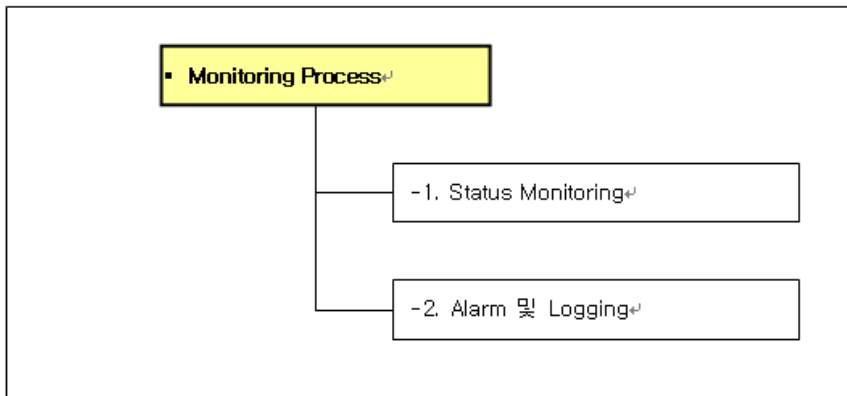 ▪ Monitoring Process↵
-1. Status Monitoring↵
-2. Alarm 및 Logging↵